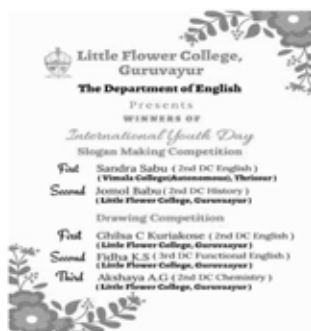 Little Flower College,
Guruvayur
The Department of English
Presents
WINNERS OF
International Youth Day
Slogan Making Competition
First Sandra Sabu (2nd DC English)
(Vimala College(Autonomous), Thrissur)
Second Jomol Babu (2nd DC History)
(Little Flower College, Guruvayur)
Drawing Competition
First Ghilsa C Kuriakose (2nd DC English)
(Little Flower College, Guruvayur)
Second Fidha K.S (3rd DC Functional English)
(Little Flower College, Guruvayur)
Third Akshaya A.G (2nd DC Chemistry)
(Little Flower College, Guruvayur)